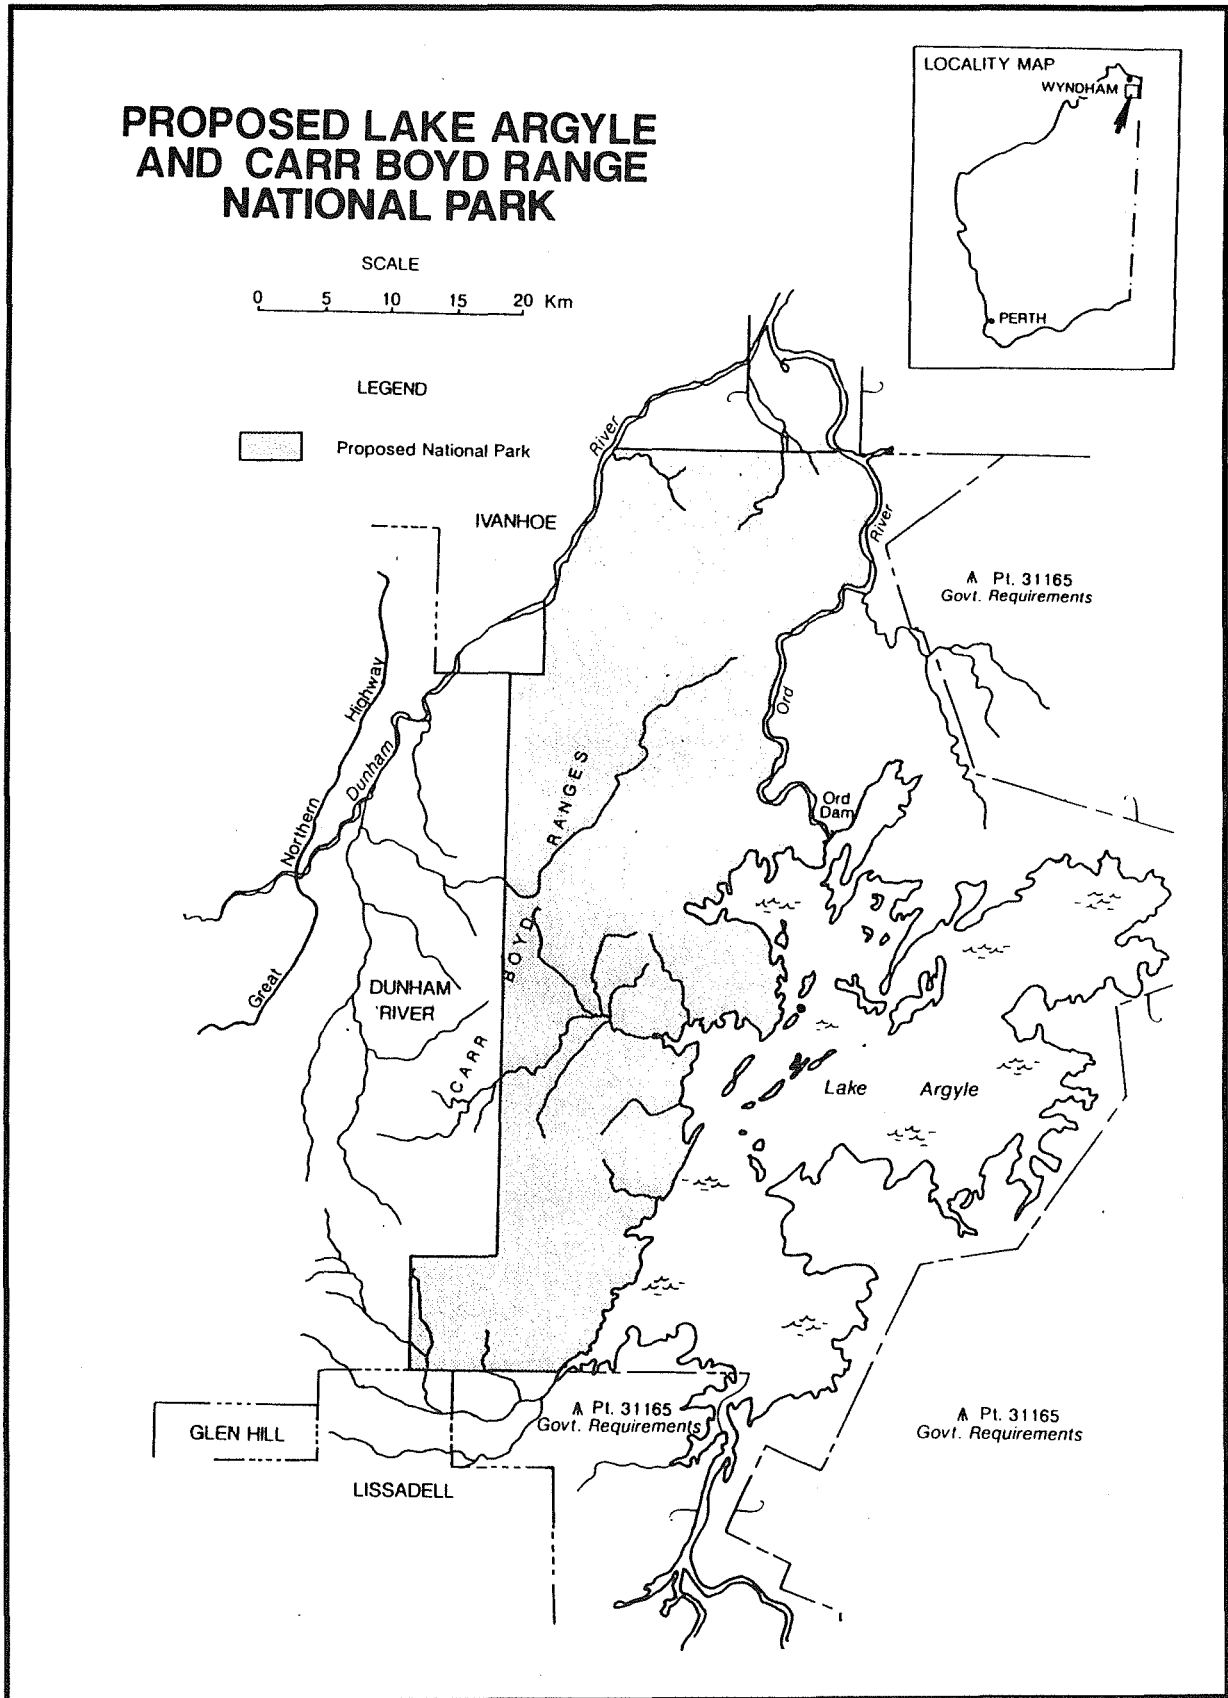 LOCALITY MAP
WYNDHAM
PERTH
PROPOSED LAKE ARGYLE
AND CARR BOYD RANGE
NATIONAL PARK
SCALE
0 5 10 15 20 Km
LEGEND
Proposed National Park
River
IVANHOE
River
Pt. 31165
Govt. Requirements
Highway
Dunham
Northern
Great
Ord
RANGES
Ord
Dam
BOYD
DUNHAM
RIVER
CARR
Lake Argyle
Pt. 31165
Govt. Requirements
Pt. 31165
Govt. Requirements
GLEN HILL
LISSADELL